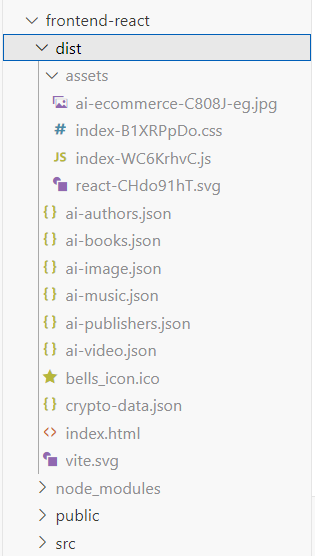 frontend-react
dist
assets
ai-ecommerce-C808J-eg.jpg
# index-B1XRPpDo.css
JS index-WC6KrhvC.js
react-CHdo91hT.svg
{} ai-authors.json
{} ai-books.json
{} ai-image.json
{} ai-music.json
{} ai-publishers.json
{} ai-video.json
bells_icon.ico
{} crypto-data.json
<> index.html
vite.svg
node_modules
public
src